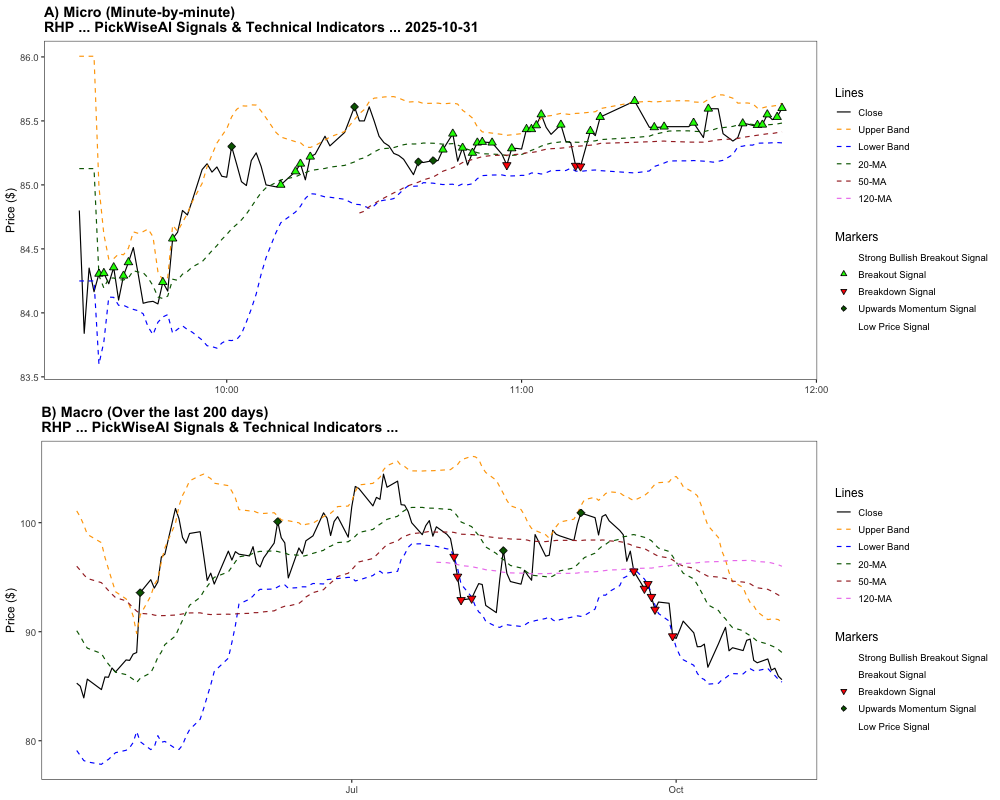 A) Micro (Minute-by-minute)
RHP ... PickWiseAI Signals & Technical Indicators ... 2025-10-31
Price ($)
86.0
85.5
85.0
84.5
84.0
83.5
10:00
11:00
12:00
Lines
Close
Upper Band
Lower Band
20-MA
50-MA
120-MA
Markers
Strong Bullish Breakout Signal
Breakout Signal
Breakdown Signal
Upwards Momentum Signal
Low Price Signal
B) Macro (Over the last 200 days)
RHP ... PickWiseAI Signals & Technical Indicators ...
Price ($)
100
90
80
Jul
Oct
Lines
Close
Upper Band
Lower Band
20-MA
50-MA
120-MA
Markers
Strong Bullish Breakout Signal
Breakout Signal
Breakdown Signal
Upwards Momentum Signal
Low Price Signal